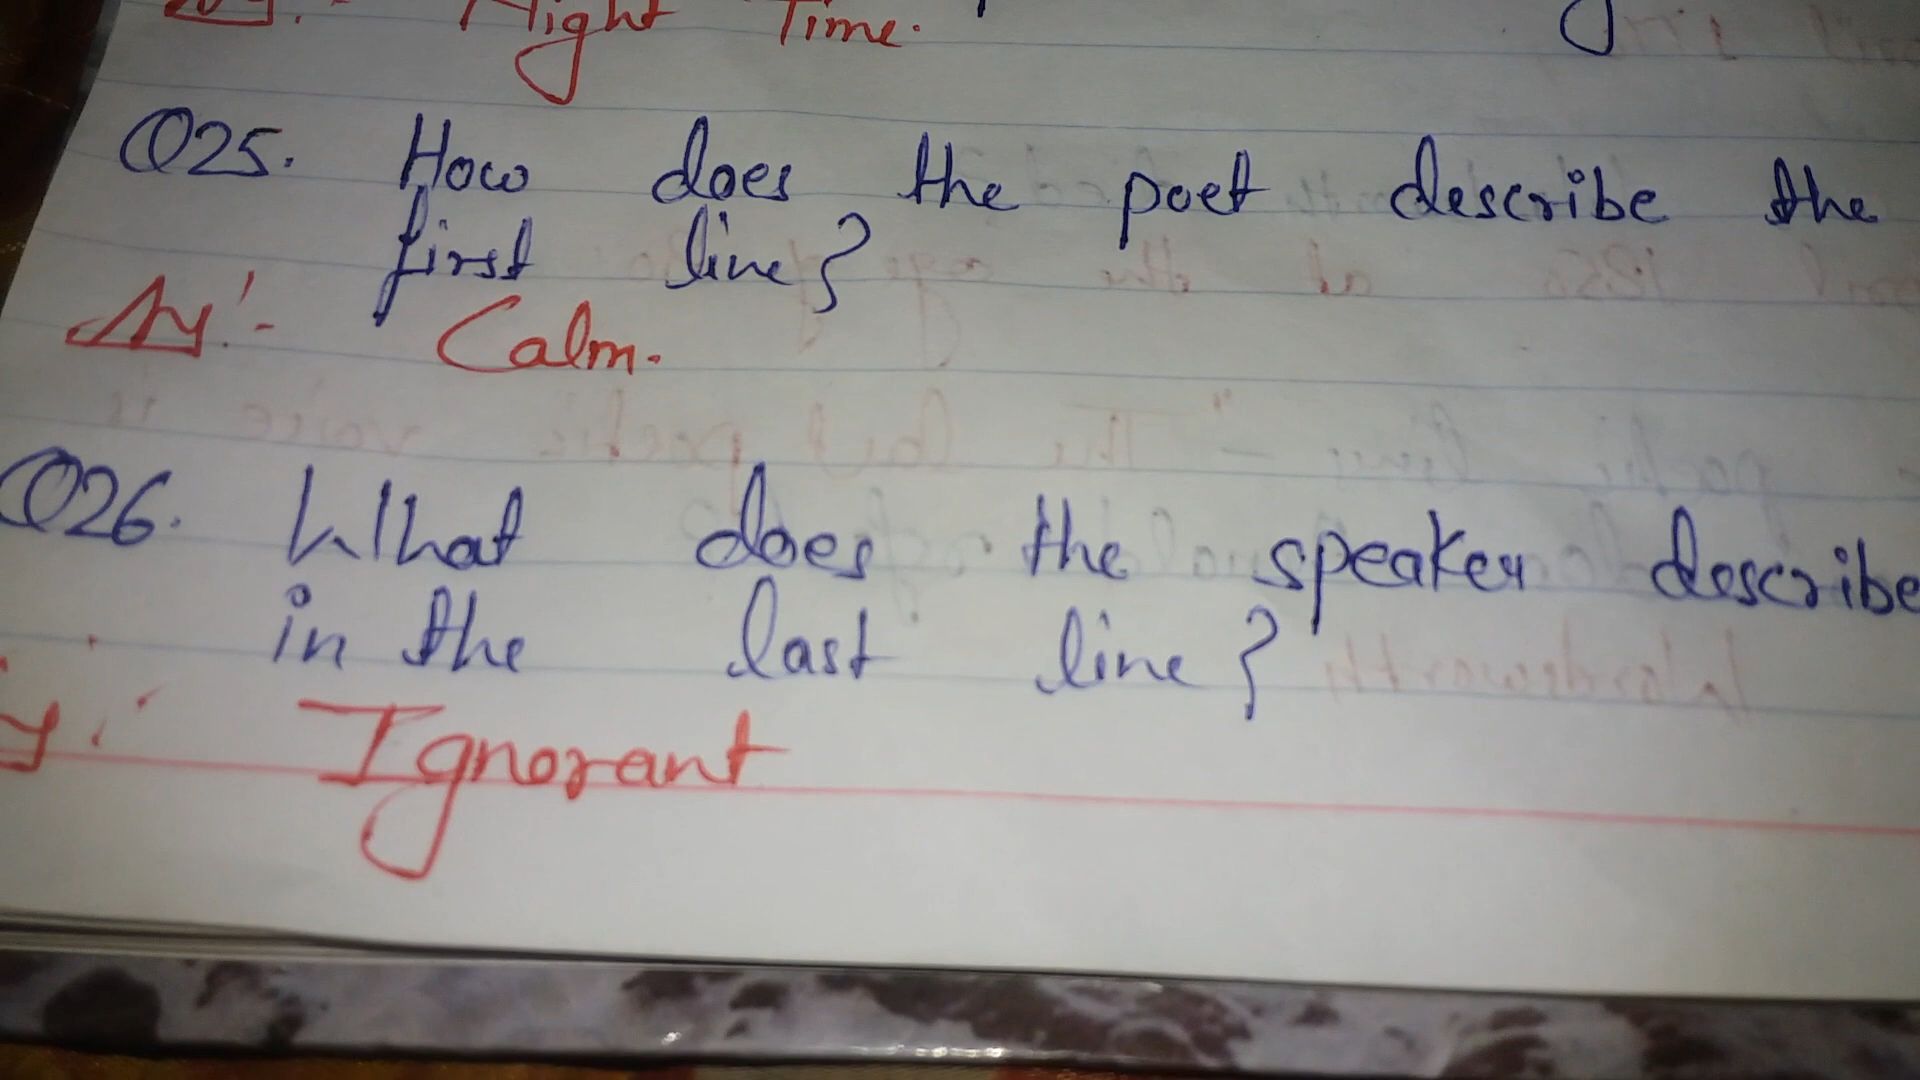 Night Time.
Q25. How does the poet describe the
first line?
Ans:- Calm.
Q26. What does the speaker describe
in the last line?
Ignorant